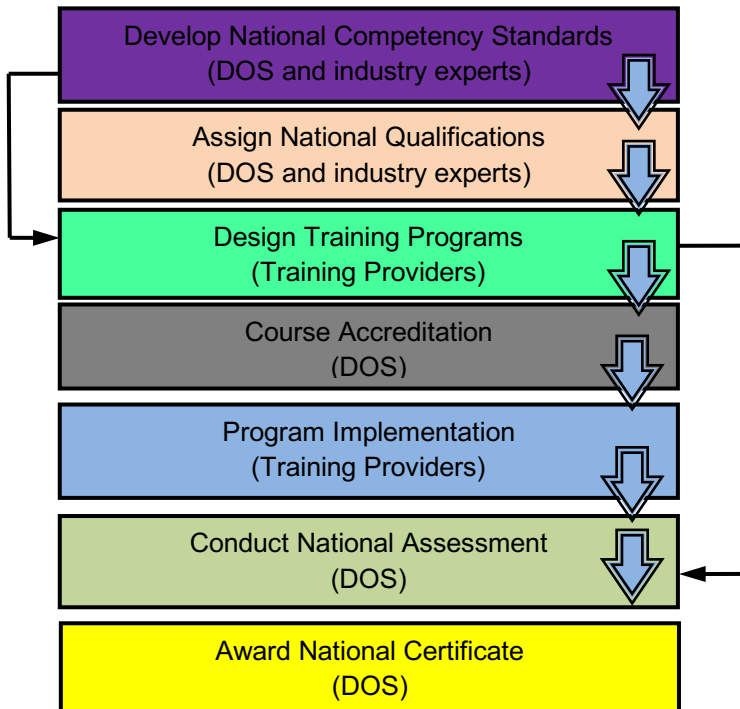 Develop National Competency Standards
(DOS and industry experts)
Assign National Qualifications
(DOS and industry experts)
Design Training Programs
(Training Providers)
Course Accreditation
(DOS)
Program Implementation
(Training Providers)
Conduct National Assessment
(DOS)
Award National Certificate
(DOS)